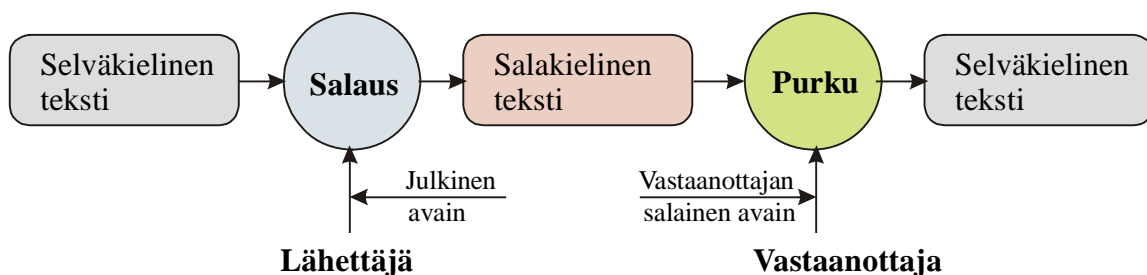 Selväkielinen
teksti
Salaus
Salakielinen
teksti
Purku
Selväkielinen
teksti
Julkinen
avain
Vastaanottajan
salainen avain
Lähettäjä
Vastaanottaja